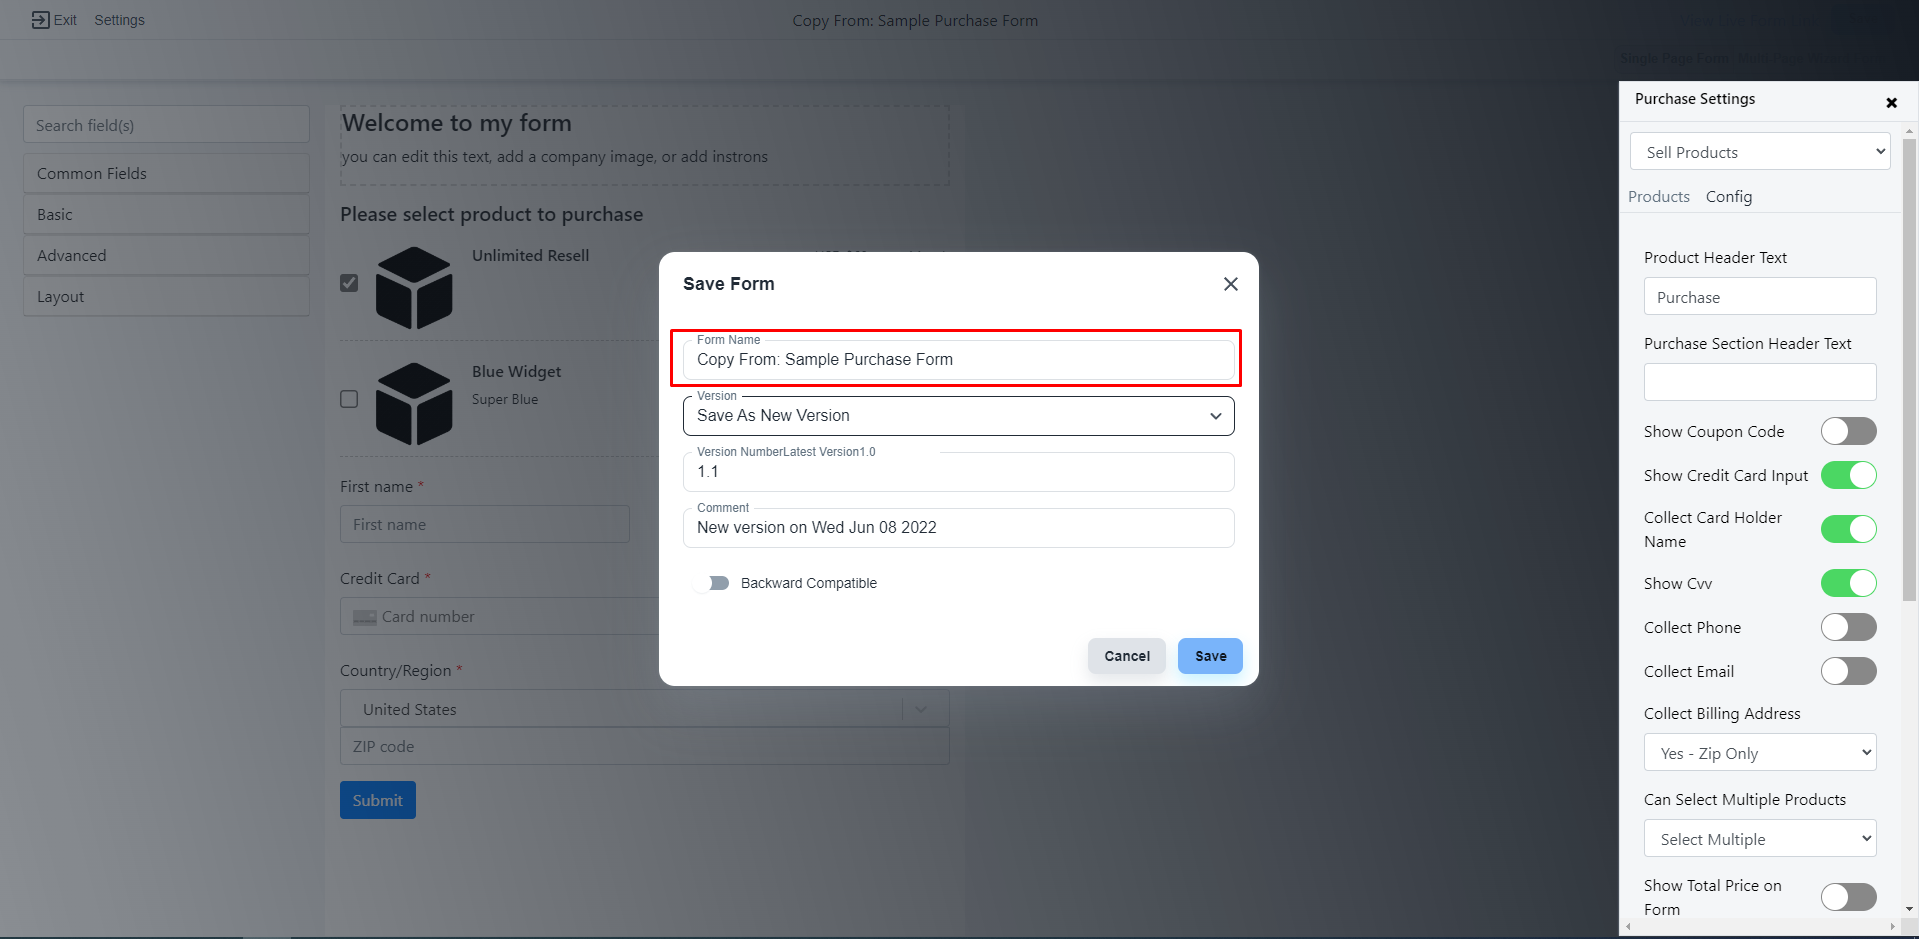 Exit Settings
Copy From: Sample Purchase Form
Search field(s)
Common Fields
Basic
Advanced
Layout
Welcome to my form
you can edit this text, add a company image, or add instrons
Please select product to purchase
Unlimited Resell
Blue Widget
Super Blue
First name *
First name
Credit Card *
Card number
Country/Region *
United States
ZIP code
Submit
Save Form
Form Name
Copy From: Sample Purchase Form
Version
Save As New Version
Version NumberLatest Version1.0
1.1
Comment
New version on Wed Jun 08 2022
Backward Compatible
Cancel
Save
Single Page Form
Purchase Settings
Sell Products
Products Config
Product Header Text
Purchase
Purchase Section Header Text
Show Coupon Code
Show Credit Card Input
Collect Card Holder
Name
Show Cvv
Collect Phone
Collect Email
Collect Billing Address
Yes - Zip Only
Can Select Multiple Products
Select Multiple
Show Total Price on
Form